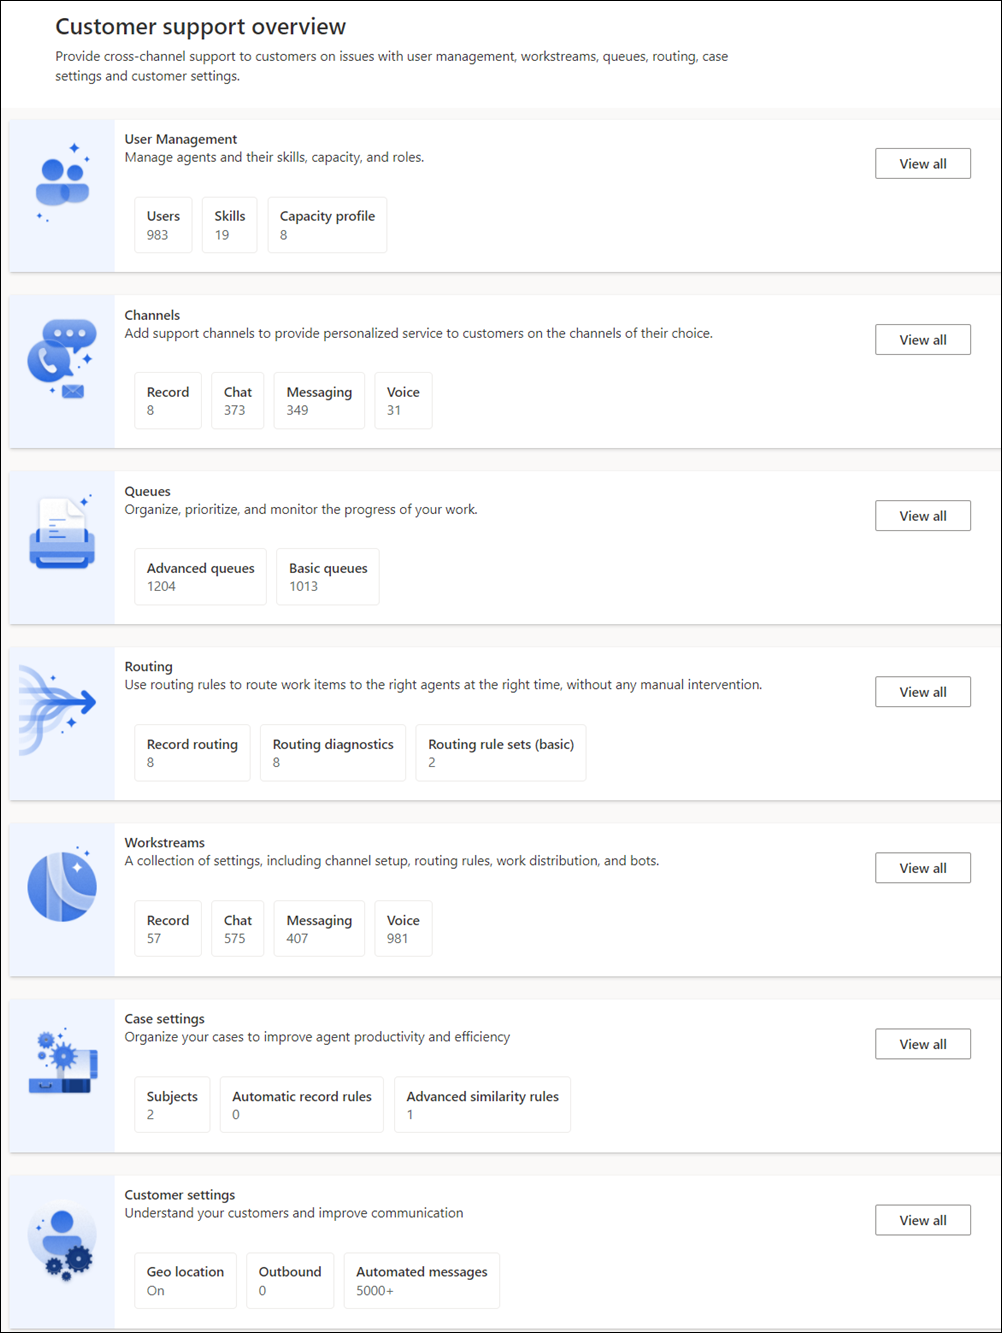 Customer support overview
Provide cross-channel support to customers on issues with user management, workstreams, queues, routing, case
settings and customer settings.
User Management
Manage agents and their skills, capacity, and roles.
View all
Users
983
Skills
19
Capacity profile
8
Channels
Add support channels to provide personalized service to customers on the channels of their choice.
View all
Record
8
Chat
373
Messaging
349
Voice
31
Queues
Organize, prioritize, and monitor the progress of your work.
View all
Advanced queues
1204
Basic queues
1013
Routing
Use routing rules to route work items to the right agents at the right time, without any manual intervention.
View all
Record routing
8
Routing diagnostics
8
Routing rule sets (basic)
2
Workstreams
A collection of settings, including channel setup, routing rules, work distribution, and bots.
View all
Record
57
Chat
575
Messaging
407
Voice
981
Case settings
Organize your cases to improve agent productivity and efficiency
View all
Subjects
2
Automatic record rules
0
Advanced similarity rules
1
Customer settings
Understand your customers and improve communication
View all
Geo location
On
Outbound
0
Automated messages
5000+